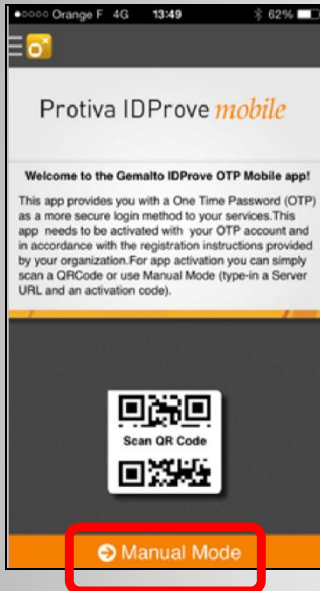 Orange F 4G 13:49 62%
Protiva IDProve mobile
Welcome to the Gemalto IDProve OTP Mobile app!
This app provides you with a One Time Password (OTP)
as a more secure login method to your services.This
app needs to be activated with your OTP account and
in accordance with the registration instructions provided
by your organization.For app activation you can simply
scan a QRCode or use Manual Mode (type-in a Server
URL and an activation code).
Scan QR Code
Manual Mode